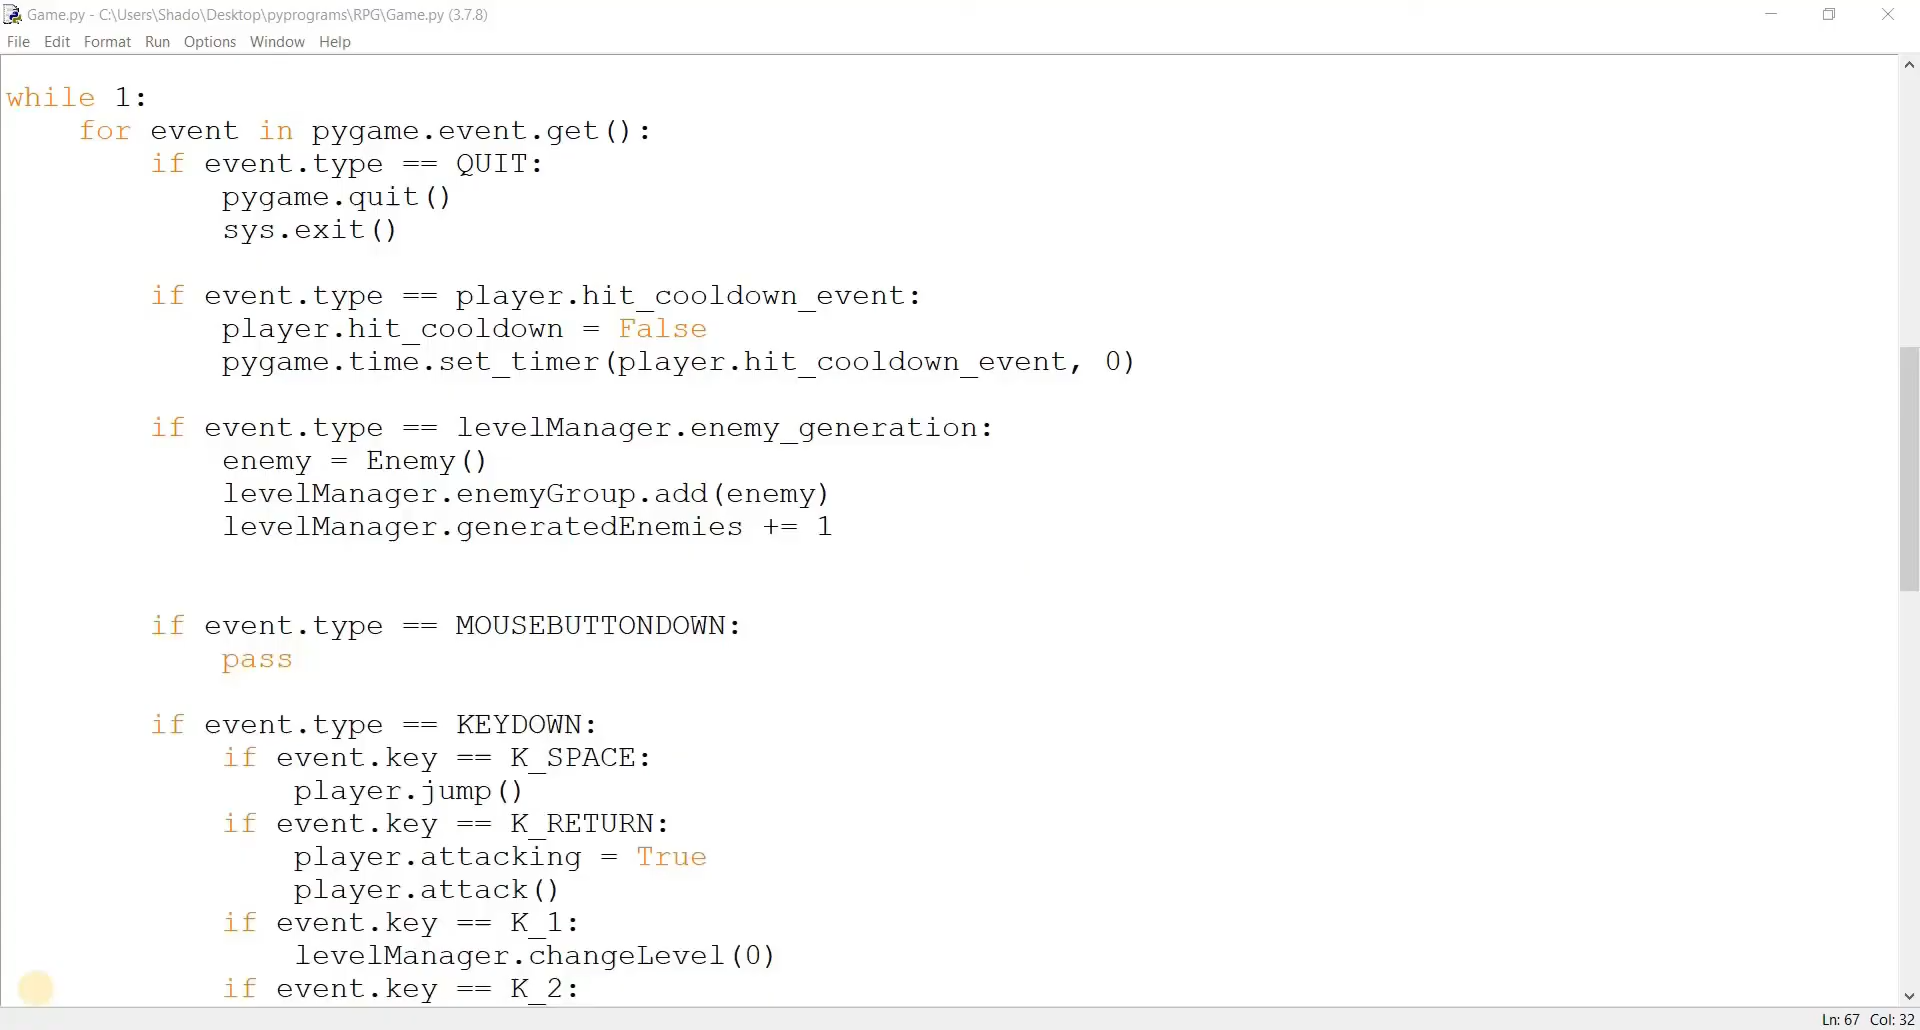 Game.py - C:\Users\Shado\Desktop\pyprograms\RPG\Game.py (3.7.8)
File Edit Format Run Options Window Help
while 1:
    for event in pygame.event.get():
        if event.type == QUIT:
            pygame.quit()
            sys.exit()
        if event.type == player.hit_cooldown_event:
            player.hit_cooldown = False
            pygame.time.set_timer(player.hit_cooldown_event, 0)
        if event.type == levelManager.enemy_generation:
            enemy = Enemy()
            levelManager.enemyGroup.add(enemy)
            levelManager.generatedEnemies += 1
        if event.type == MOUSEBUTTONDOWN:
            pass
        if event.type == KEYDOWN:
            if event.key == K_SPACE:
                player.jump()
            if event.key == K_RETURN:
                player.attacking = True
                player.attack()
            if event.key == K_1:
                levelManager.changeLevel(0)
            if event.key == K_2:
Ln: 67 Col: 32